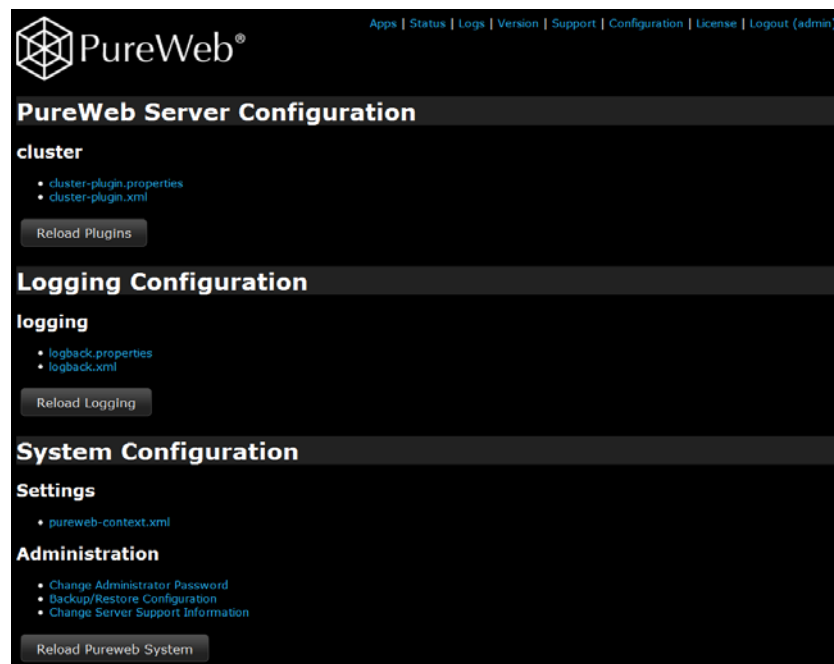 PureWeb®
Apps | Status | Logs | Version | Support | Configuration | License | Logout (admin)
PureWeb Server Configuration
cluster
• cluster-plugin.properties
• cluster-plugin.xml
Reload Plugins
Logging Configuration
logging
• logback.properties
• logback.xml
Reload Logging
System Configuration
Settings
• pureweb-context.xml
Administration
• Change Administrator Password
• Backup/Restore Configuration
• Change Server Support Information
Reload Pureweb System